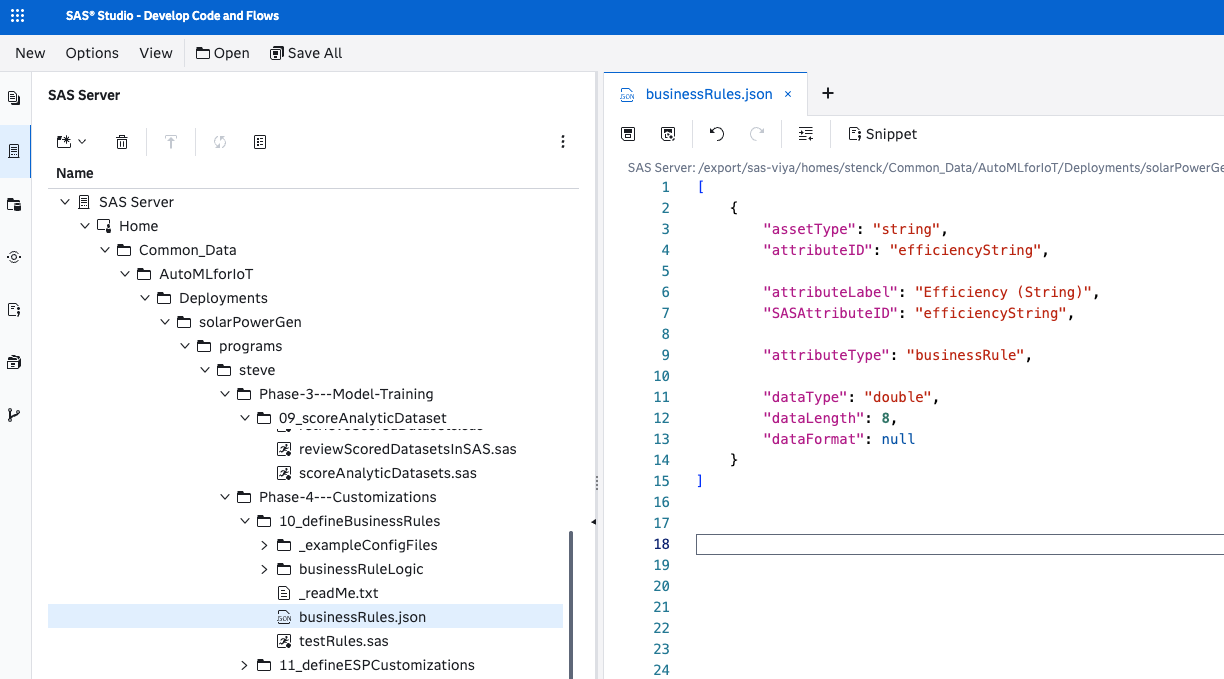 SAS® Studio - Develop Code and Flows
New Options View Open Save All
SAS Server
Name
SAS Server
Home
Common_Data
AutoMLforIoT
Deployments
solarPowerGen
programs
steve
Phase-3---Model-Training
09_scoreAnalyticDataset
reviewScoredDatasetsInSAS.sas
scoreAnalyticDatasets.sas
Phase-4---Customizations
10_defineBusinessRules
_exampleConfigFiles
businessRuleLogic
_readMe.txt
JSON businessRules.json
testRules.sas
11_defineESPCustomizations
JSON businessRules.json × +
Snippet
SAS Server: /export/sas-viya/homes/stenck/Common_Data/AutoMLforIoT/Deployments/solarPowerGe
1 [
2 {
3 "assetType": "string",
4 "attributeID": "efficiencyString",
5
6 "attributeLabel": "Efficiency (String)",
7 "SASAttributeID": "efficiencyString",
8
9 "attributeType": "businessRule",
10
11 "dataType": "double",
12 "dataLength": 8,
13 "dataFormat": null
14 }
15 ]
16
17
18
19
20
21
22
23
24